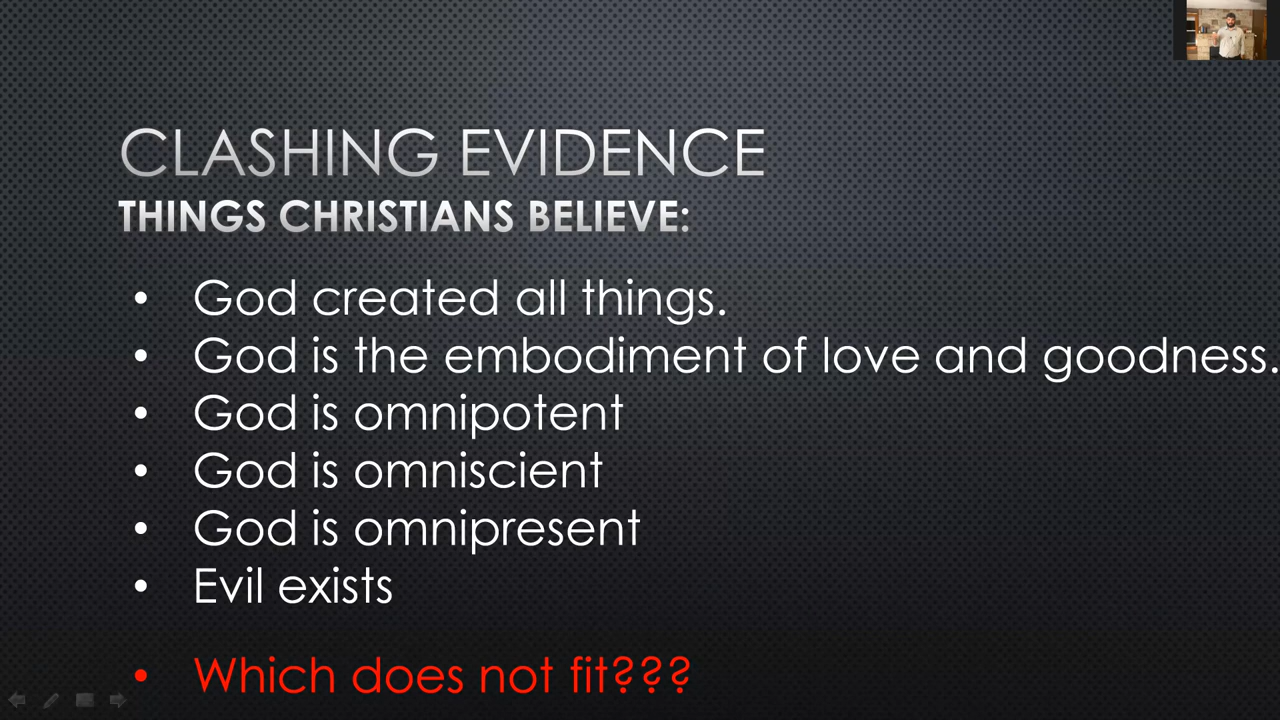 CLASHING EVIDENCE
THINGS CHRISTIANS BELIEVE:
• God created all things.
• God is the embodiment of love and goodness.
• God is omnipotent
• God is omniscient
• God is omnipresent
• Evil exists
• Which does not fit???